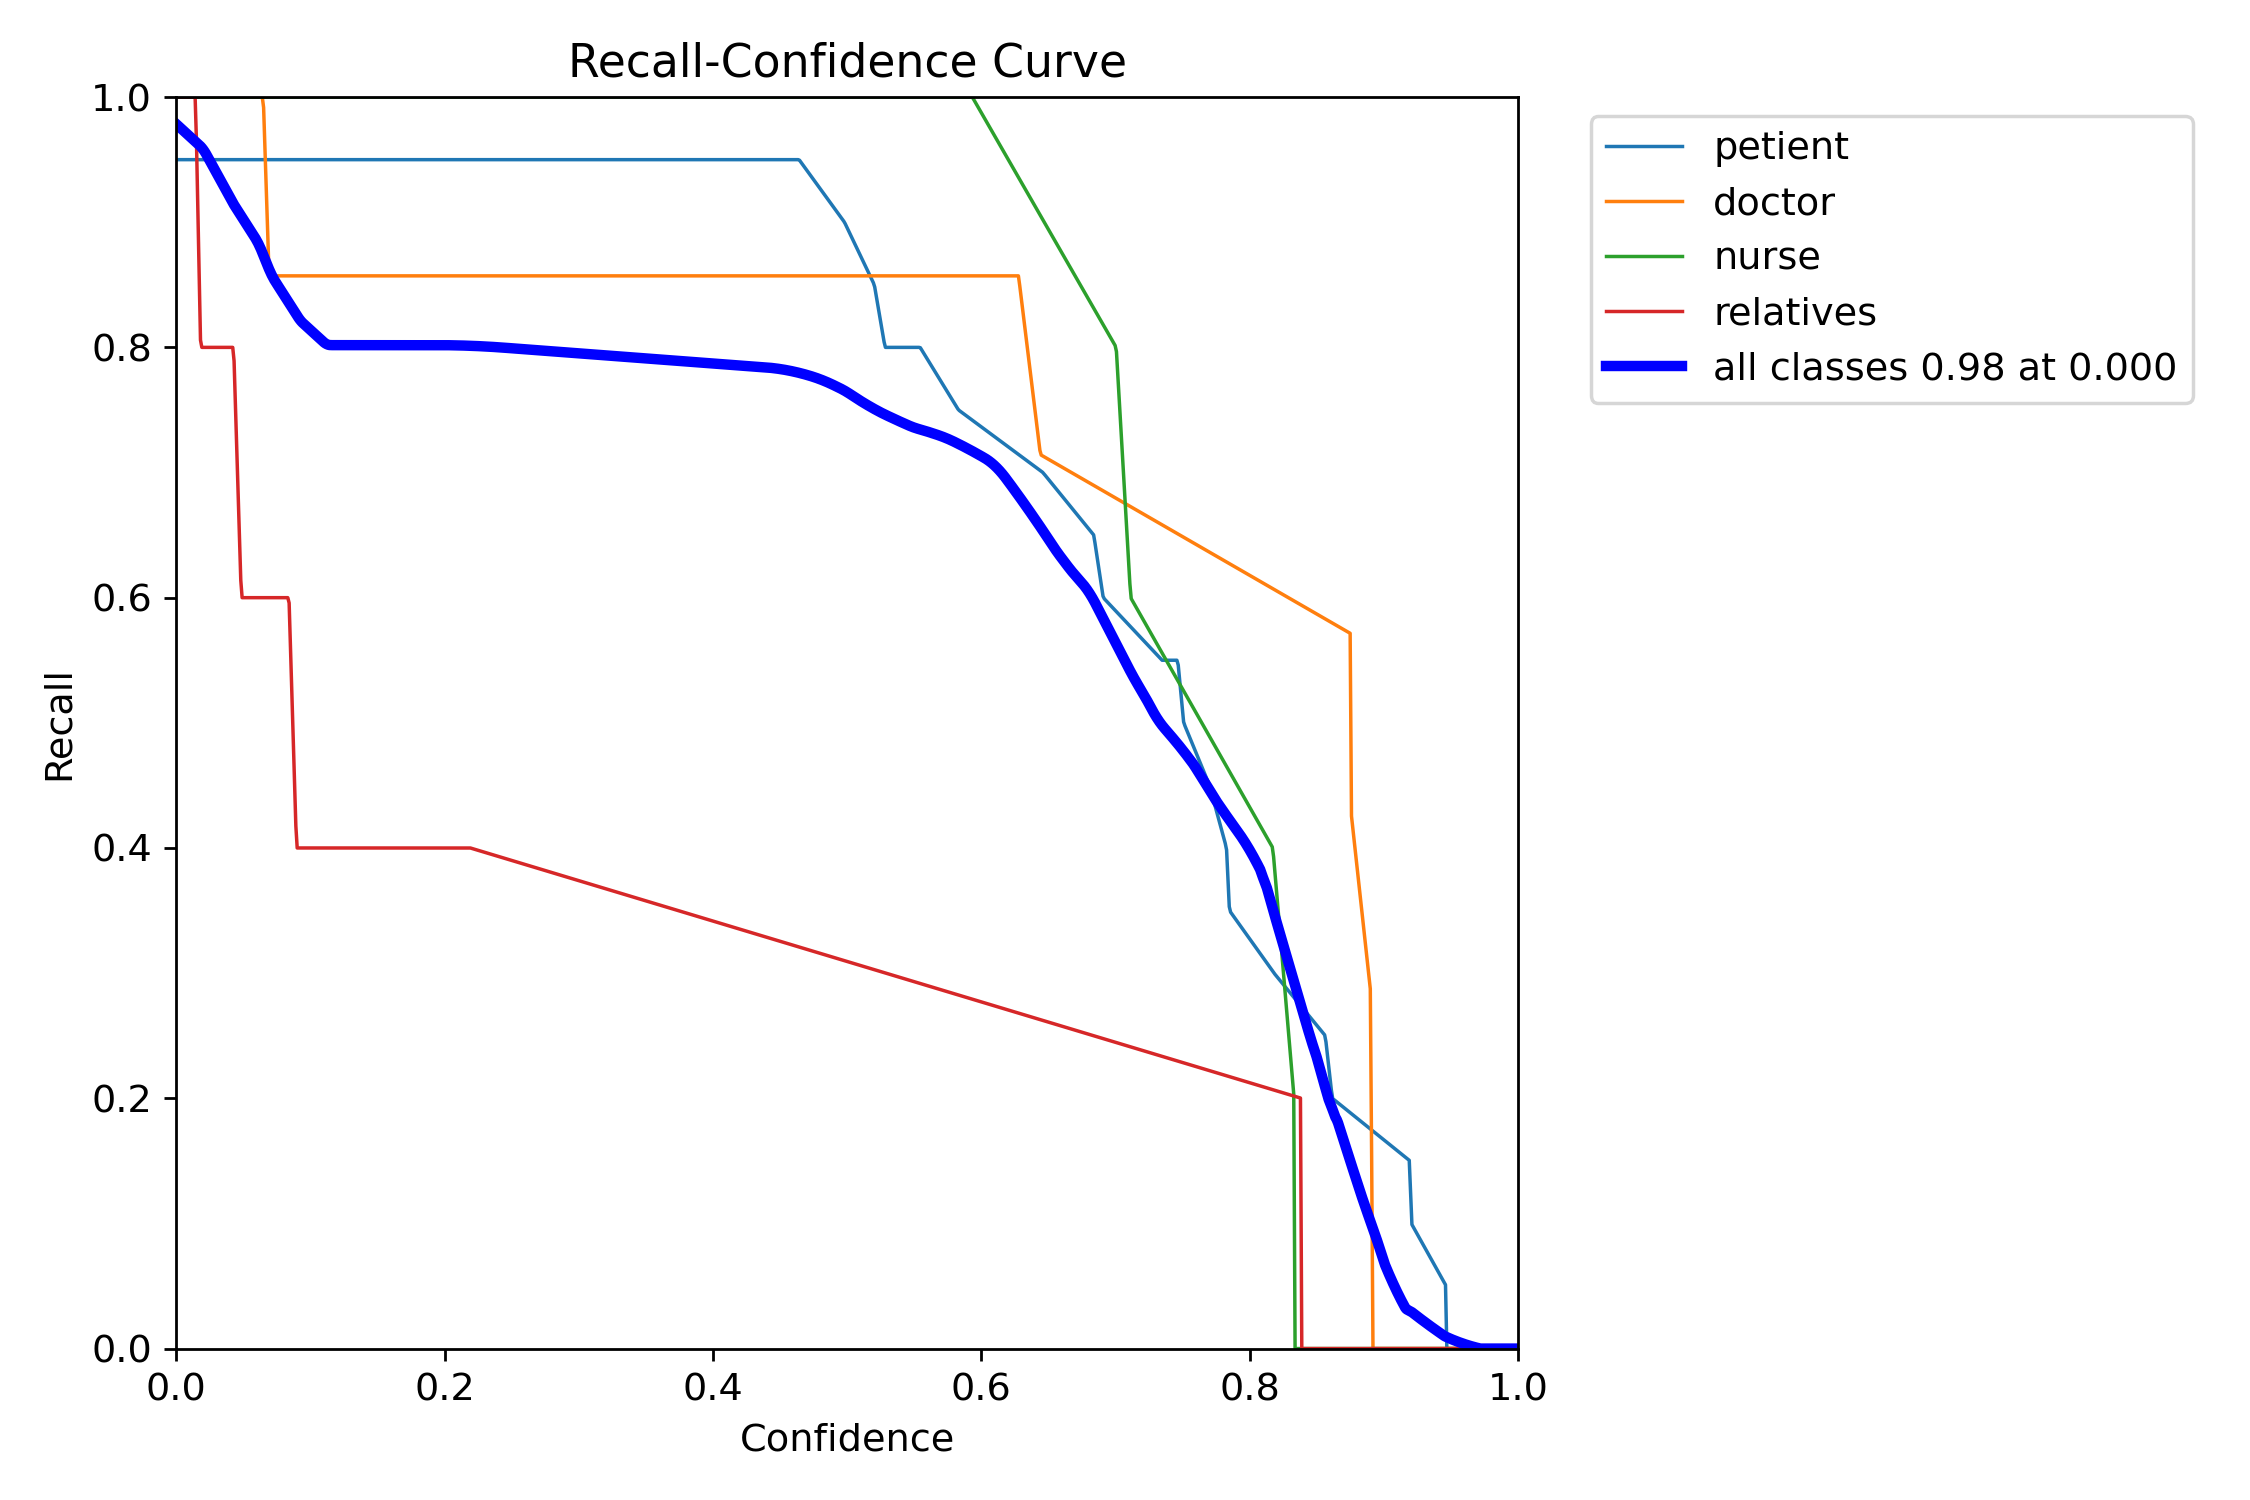 Recall-Confidence Curve
1.0
0.8
0.6
0.4
0.2
0.0
Recall
0.0 0.2 0.4 0.6 0.8 1.0
Confidence
petient
doctor
nurse
relatives
all classes 0.98 at 0.000